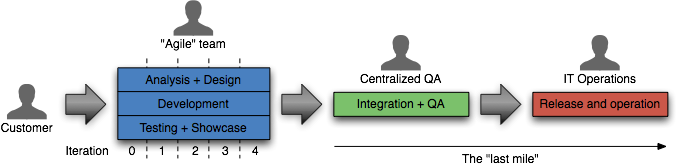 "Agile" team
Customer
Analysis + Design
Development
Testing + Showcase
Iteration 0 1 2 3 4
Centralized QA
Integration + QA
IT Operations
Release and operation
The "last mile"